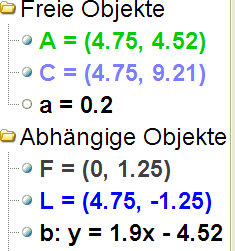 Freie Objekte
A = (4.75, 4.52)
C = (4.75, 9.21)
a = 0.2
Abhängige Objekte
F = (0, 1.25)
L = (4.75, -1.25)
b: y = 1.9x - 4.52